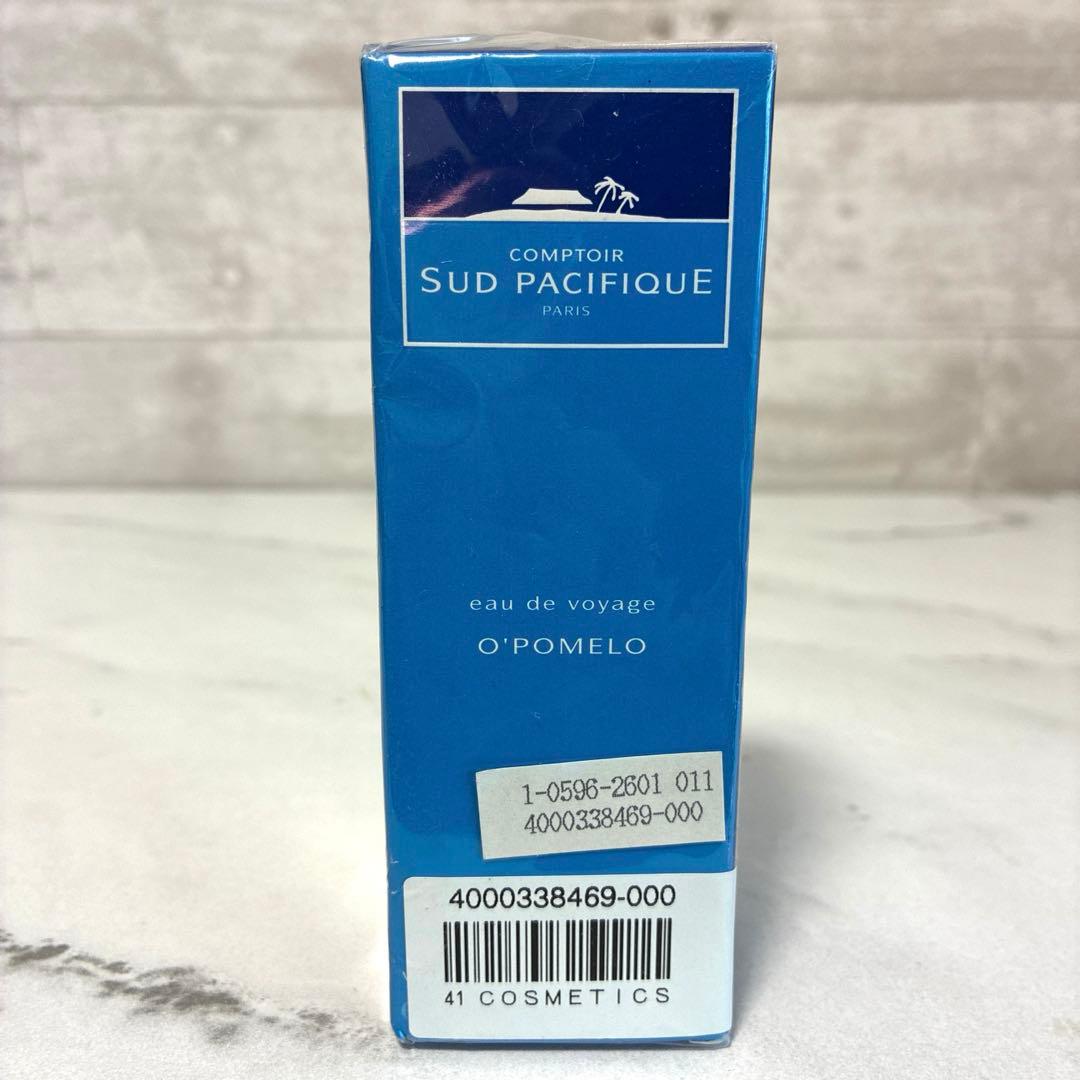 COMPTOIR
SUD PACIFIQUE
PARIS
eau de voyage
O'POMELO
1-0596-2601 011
4000338469-000
4000338469-000
41 COSMETICS